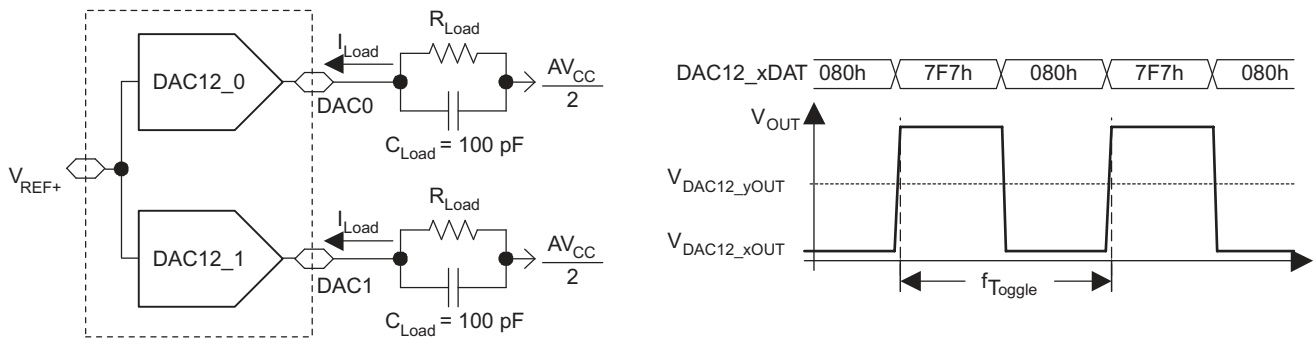 DAC12_0
I_Load
R_Load
AV_CC
2
DAC0
C_Load = 100 pF
V_REF+
DAC12_1
I_Load
R_Load
AV_CC
2
DAC1
C_Load = 100 pF
DAC12_xDAT 080h 7F7h 080h 7F7h 080h
V_OUT
V_DAC12_yOUT
V_DAC12_xOUT
f_Toggle